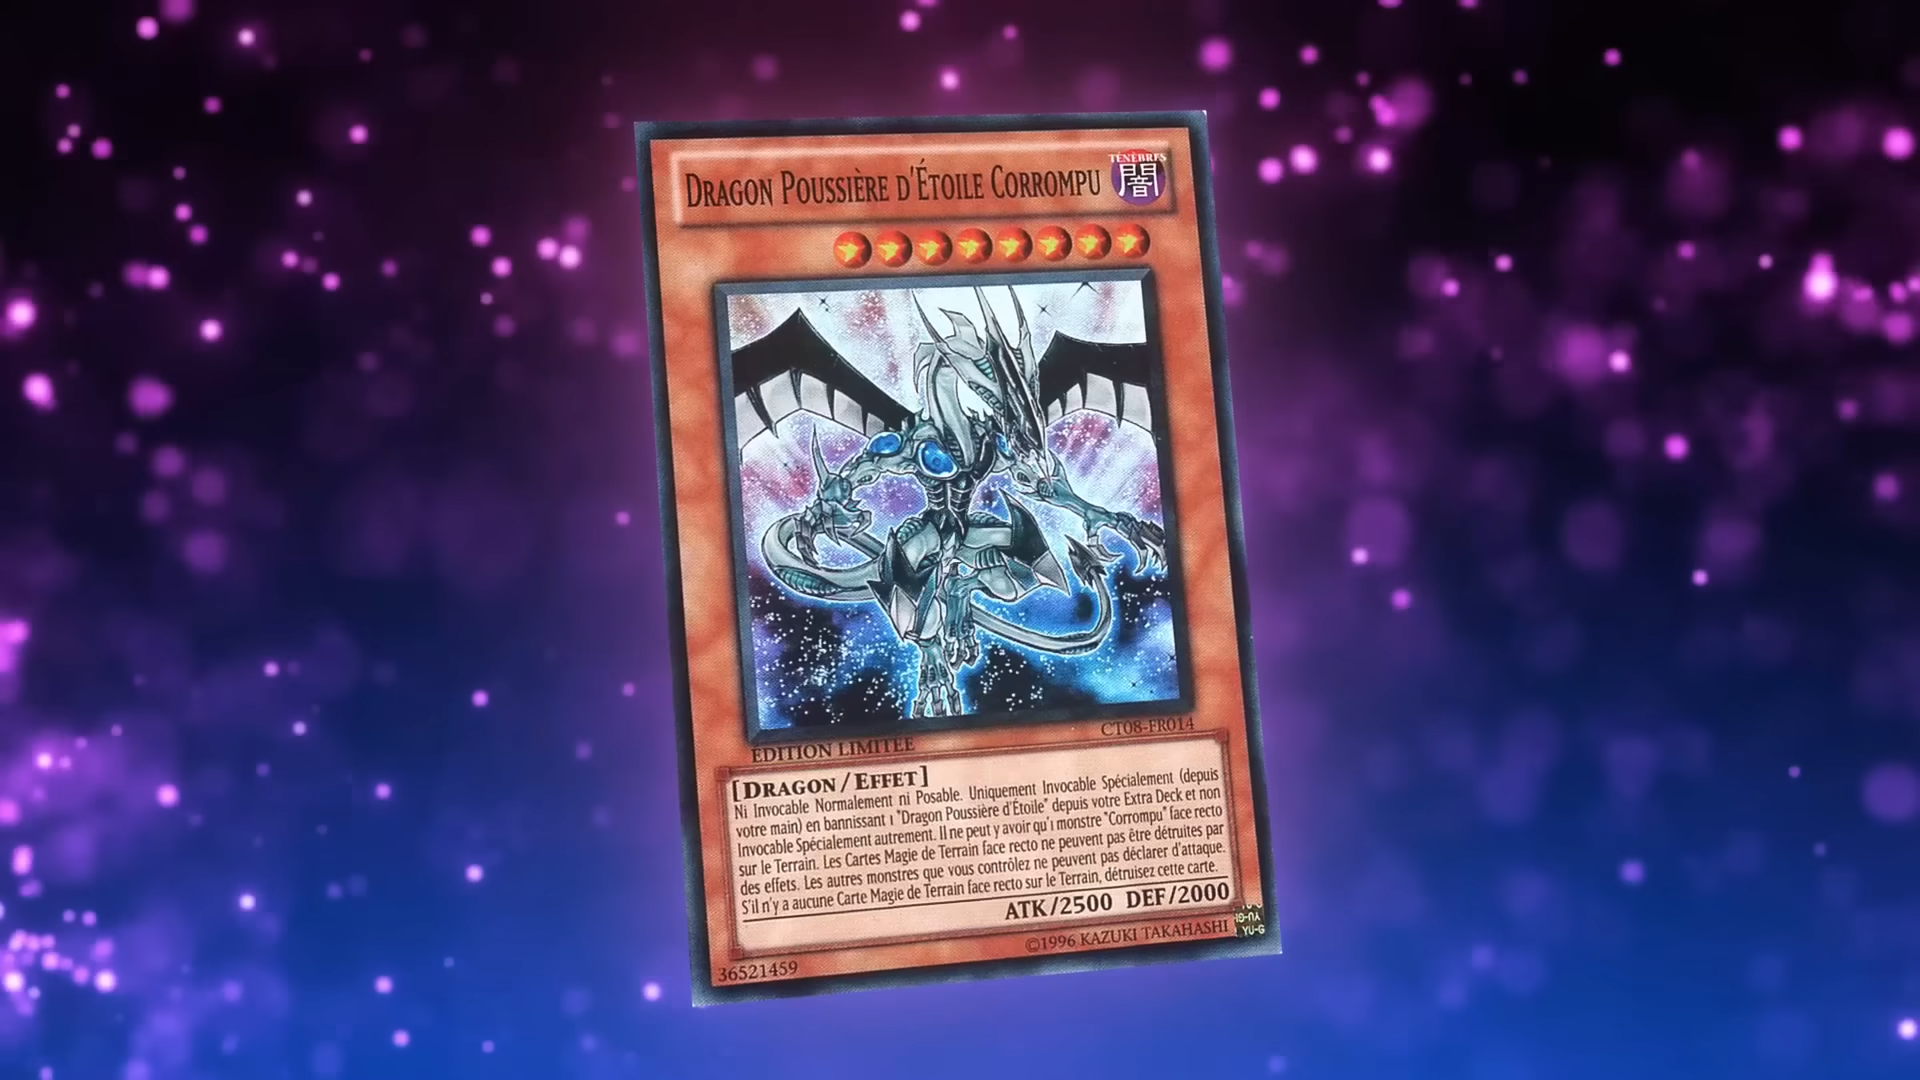 DRAGON POUSSIÈRE D'ÉTOILE CORROMPU
TÉNÈBRES
闇
CT08-FR014
EDITION LIMITÉE
[DRAGON/EFFET]
Ni Invocable Normalement ni Posable. Uniquement Invocable Spécialement (depuis
votre main) en bannissant 1 "Dragon Poussière d'Étoile" depuis votre Extra Deck et non
Invocable Spécialement autrement. Il ne peut y avoir qu'1 monstre "Corrompu" face recto
sur le Terrain. Les Cartes Magie de Terrain face recto ne peuvent pas être détruites par
des effets. Les autres monstres que vous contrôlez ne peuvent pas déclarer d'attaque.
S'il n'y a aucune Carte Magie de Terrain face recto sur le Terrain, détruisez cette carte.
ATK/2500 DEF/2000
36521459
©1996 KAZUKI TAKAHASHI